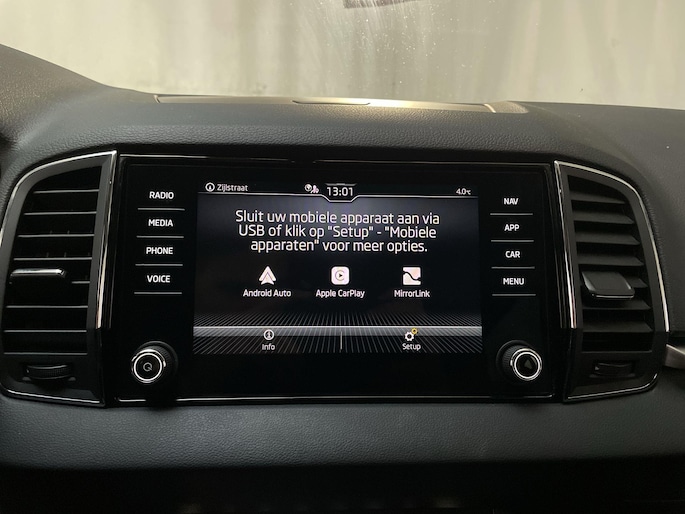 Zijlstraat
13:01
4.0°C
RADIO
MEDIA
PHONE
VOICE
Sluit uw mobiele apparaat aan via
USB of klik op "Setup" - "Mobiele
apparaten" voor meer opties.
Android Auto
Apple CarPlay
MirrorLink
Info
Setup
NAV
APP
CAR
MENU